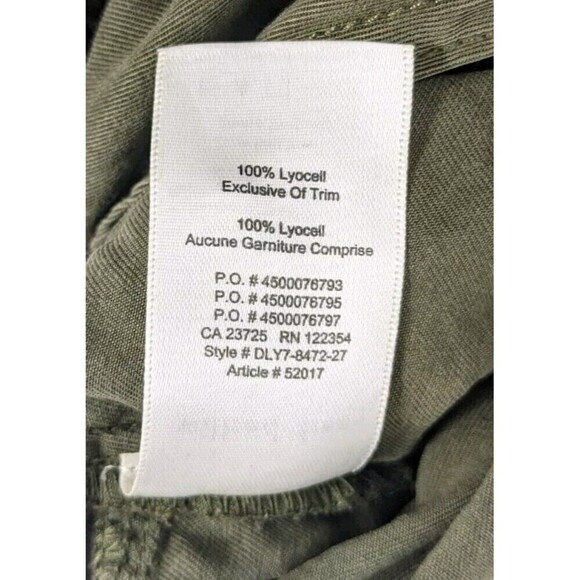 100% Lyocell
Exclusive Of Trim
100% Lyocell
Aucune Garniture Comprise
P.O. # 4500076793
P.O. # 4500076795
P.O. # 4500076797
CA 23725 RN 122354
Style # DLY7-8472-27
Article # 52017